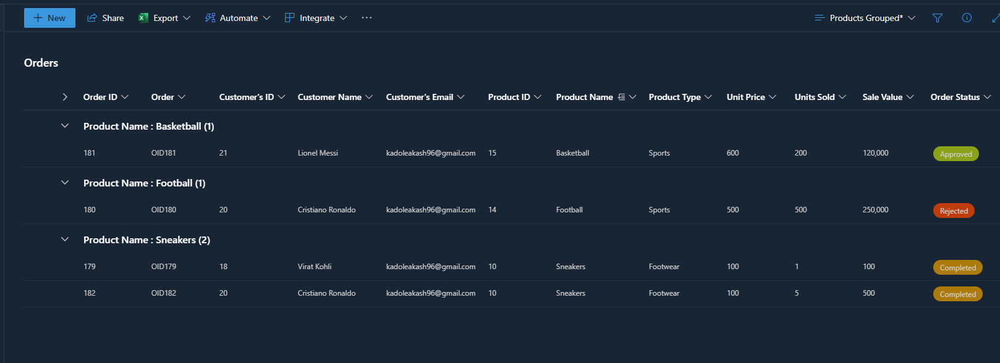 New Share Export Automate Integrate ... Products Grouped*
Orders
Order ID Order Customer's ID Customer Name Customer's Email Product ID Product Name Product Type Unit Price Units Sold Sale Value Order Status
Product Name : Basketball (1)
181 OID181 21 Lionel Messi kadoleakash96@gmail.com 15 Basketball Sports 600 200 120,000 Approved
Product Name : Football (1)
180 OID180 20 Cristiano Ronaldo kadoleakash96@gmail.com 14 Football Sports 500 500 250,000 Rejected
Product Name : Sneakers (2)
179 OID179 18 Virat Kohli kadoleakash96@gmail.com 10 Sneakers Footwear 100 1 100 Completed
182 OID182 20 Cristiano Ronaldo kadoleakash96@gmail.com 10 Sneakers Footwear 100 5 500 Completed